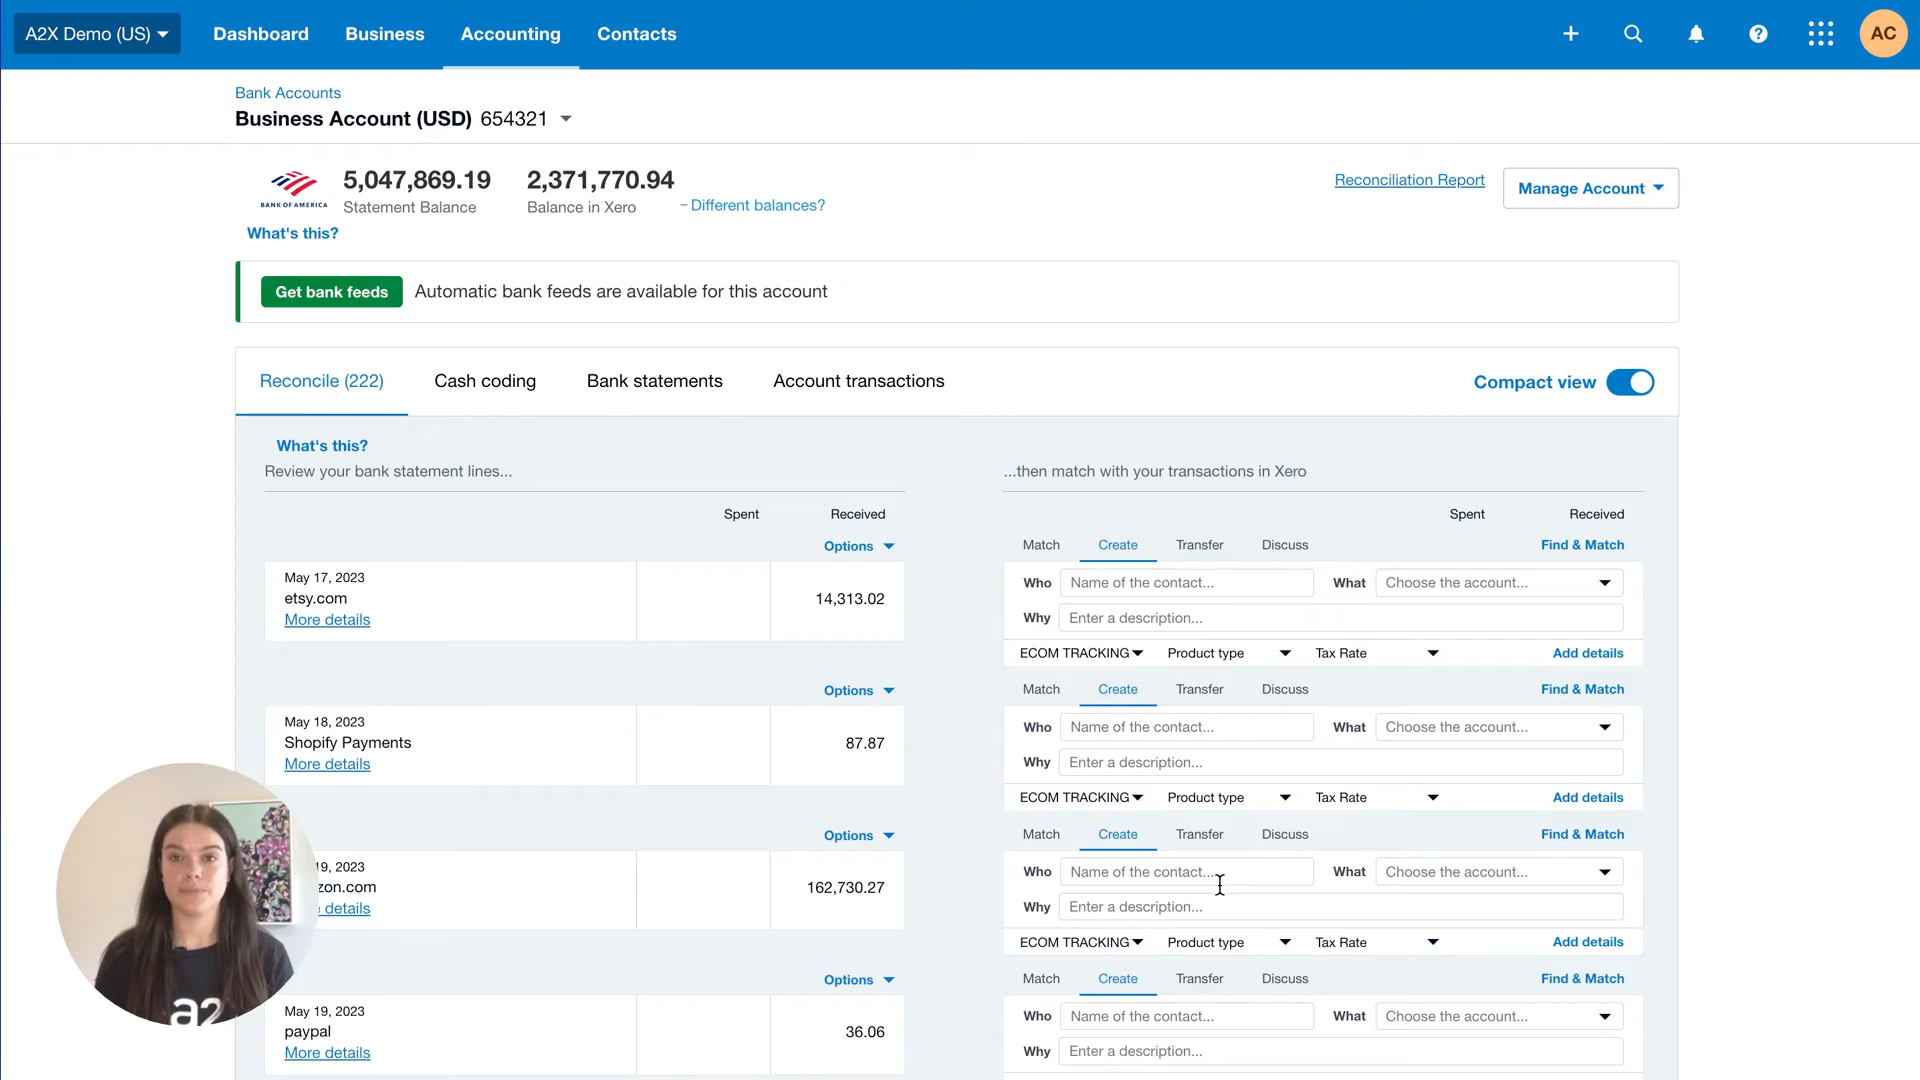 A2X Demo (US) Dashboard Business Accounting Contacts AC
Bank Accounts
Business Account (USD) 654321
BANK OF AMERICA
5,047,869.19 2,371,770.94
Statement Balance Balance in Xero Different balances?
Reconciliation Report Manage Account
What's this?
Get bank feeds Automatic bank feeds are available for this account
Reconcile (222) Cash coding Bank statements Account transactions Compact view
What's this?
Review your bank statement lines... ...then match with your transactions in Xero
Spent Received Spent Received
Options Match Create Transfer Discuss Find & Match
May 17, 2023
etsy.com 14,313.02
More details
Who Name of the contact... What Choose the account...
Why Enter a description...
ECOM TRACKING Product type Tax Rate Add details
Options Match Create Transfer Discuss Find & Match
May 18, 2023
Shopify Payments 87.87
More details
Who Name of the contact... What Choose the account...
Why Enter a description...
ECOM TRACKING Product type Tax Rate Add details
Options Match Create Transfer Discuss Find & Match
19, 2023
zon.com 162,730.27
details
Who Name of the contact... What Choose the account...
Why Enter a description...
ECOM TRACKING Product type Tax Rate Add details
Options Match Create Transfer Discuss Find & Match
May 19, 2023
paypal 36.06
More details
Who Name of the contact... What Choose the account...
Why Enter a description...
a2